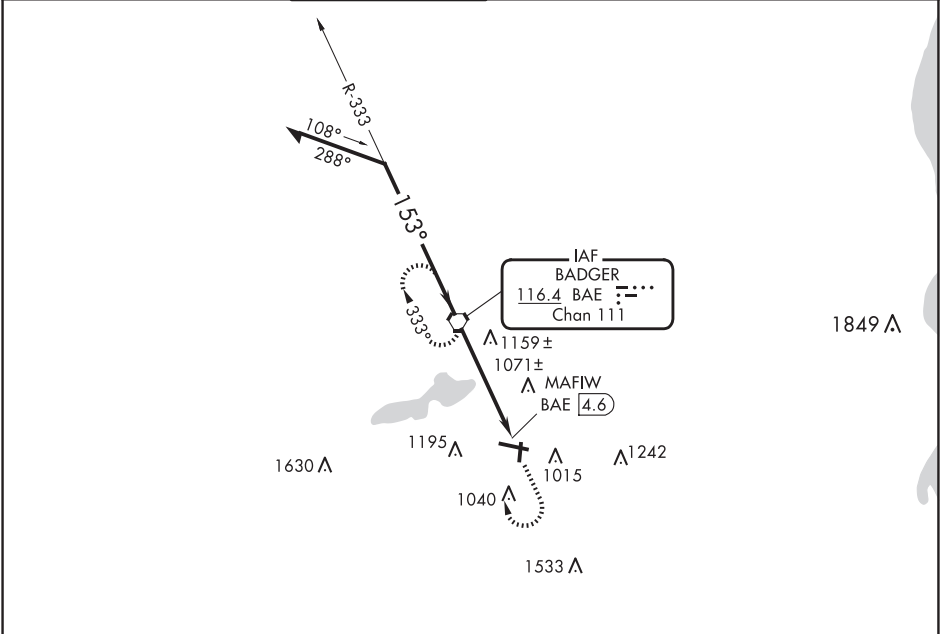 R-333
108°
288°
153°
IAF
BADGER
116.4 BAE
Chan 111
333°
1849
1159 ±
1071±
MAFIW
BAE 4.6
1195
1630
1015
1242
1040
1533